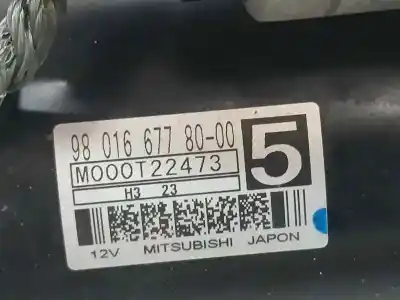 98 016 677 80-00
M000T22473
5
H3 23
12V MITSUBISHI JAPON